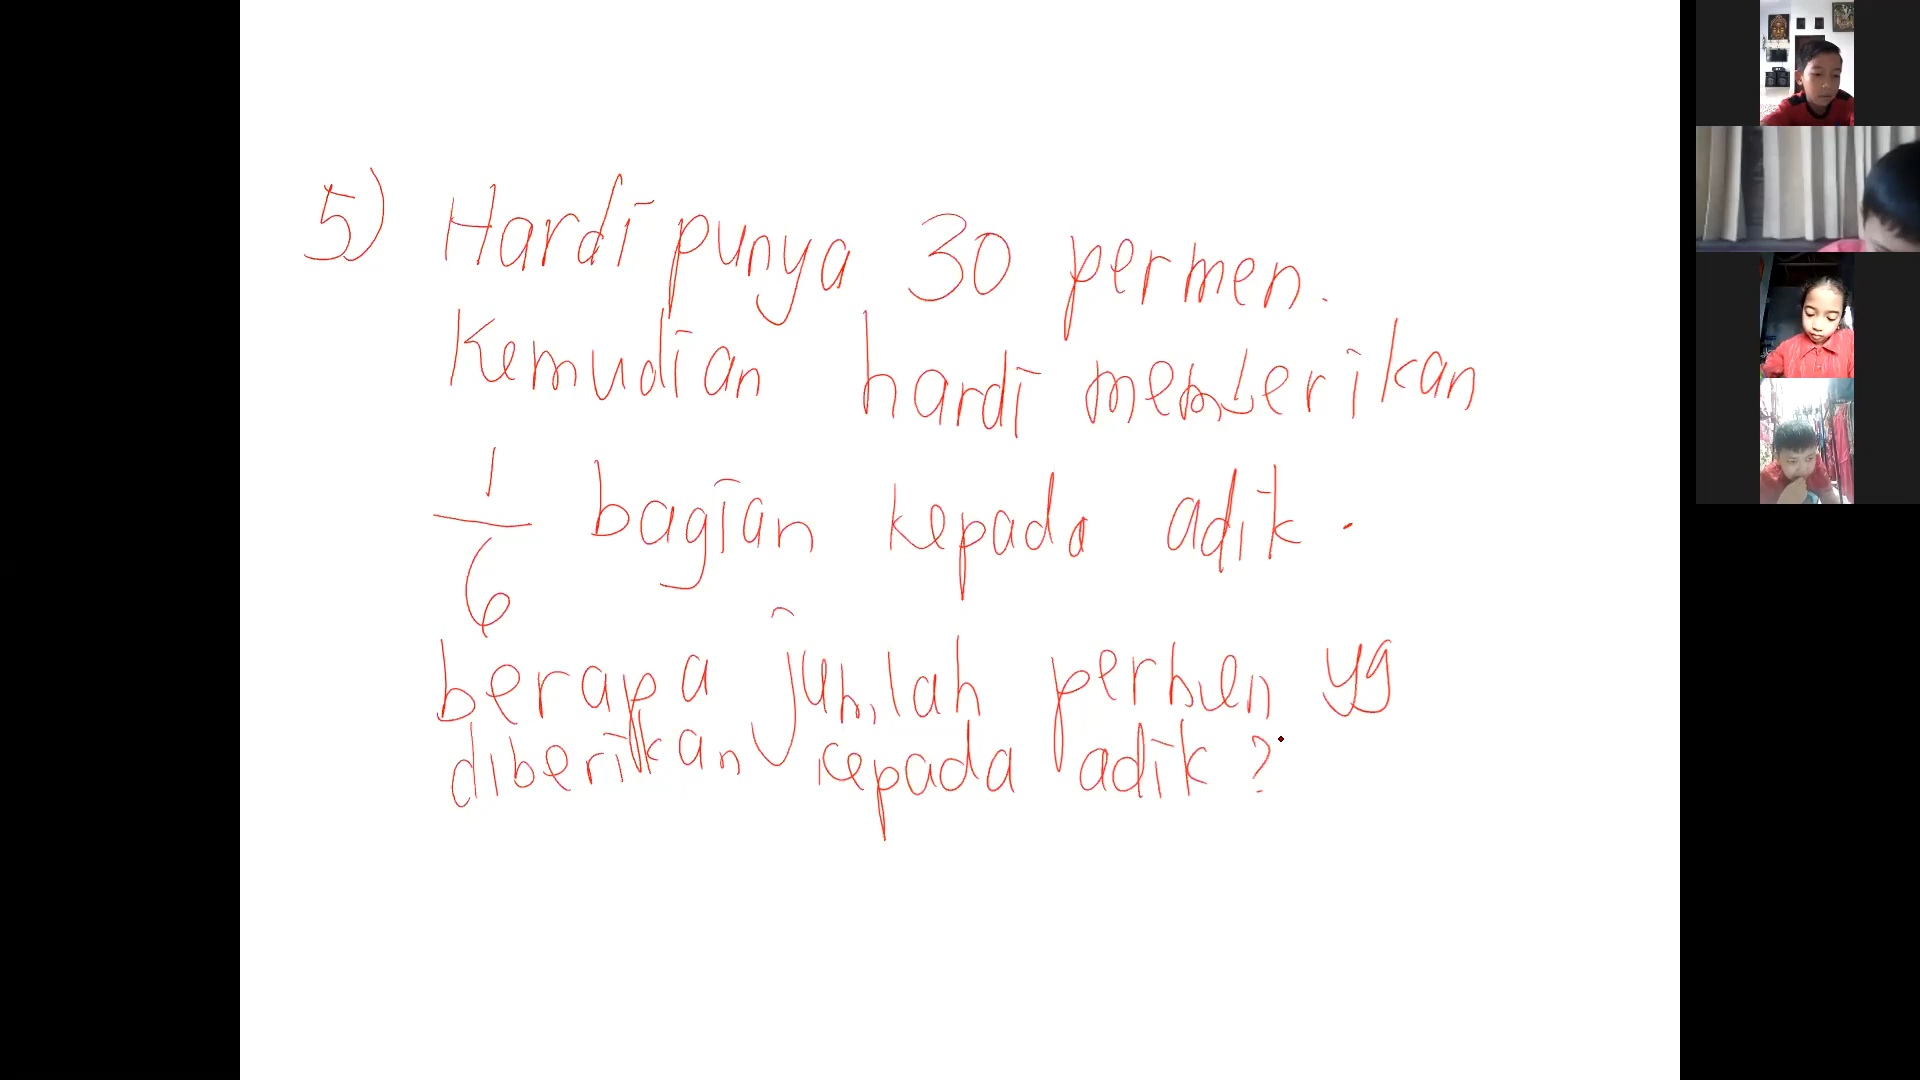 5) Hardi punya 30 permen.
Kemudian hardi memberikan
1/6 bagian kepada adik.
berapa jumlah permen yg
diberikan kepada adik?